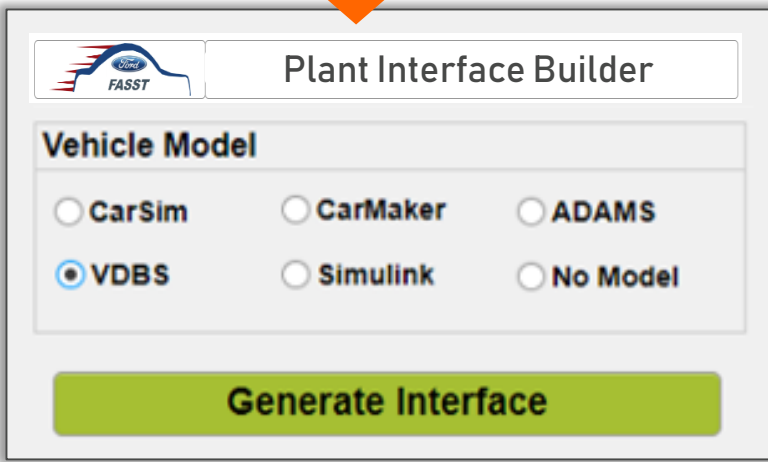 Ford
FASST
Plant Interface Builder
Vehicle Model
CarSim CarMaker ADAMS
VDBS Simulink No Model
Generate Interface